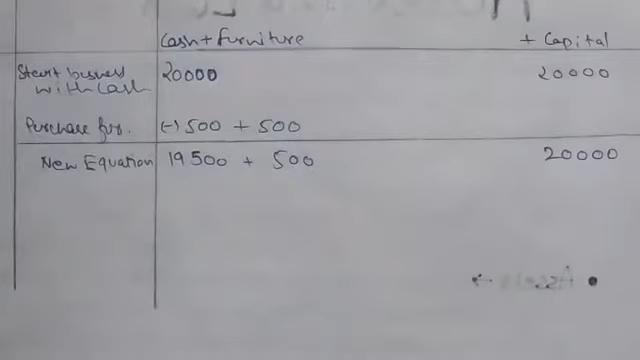 Cash + furniture + Capital
Start business 20000 20000
with cash
Purchase fur. (-) 500 + 500
New Equation 19500 + 500 20000